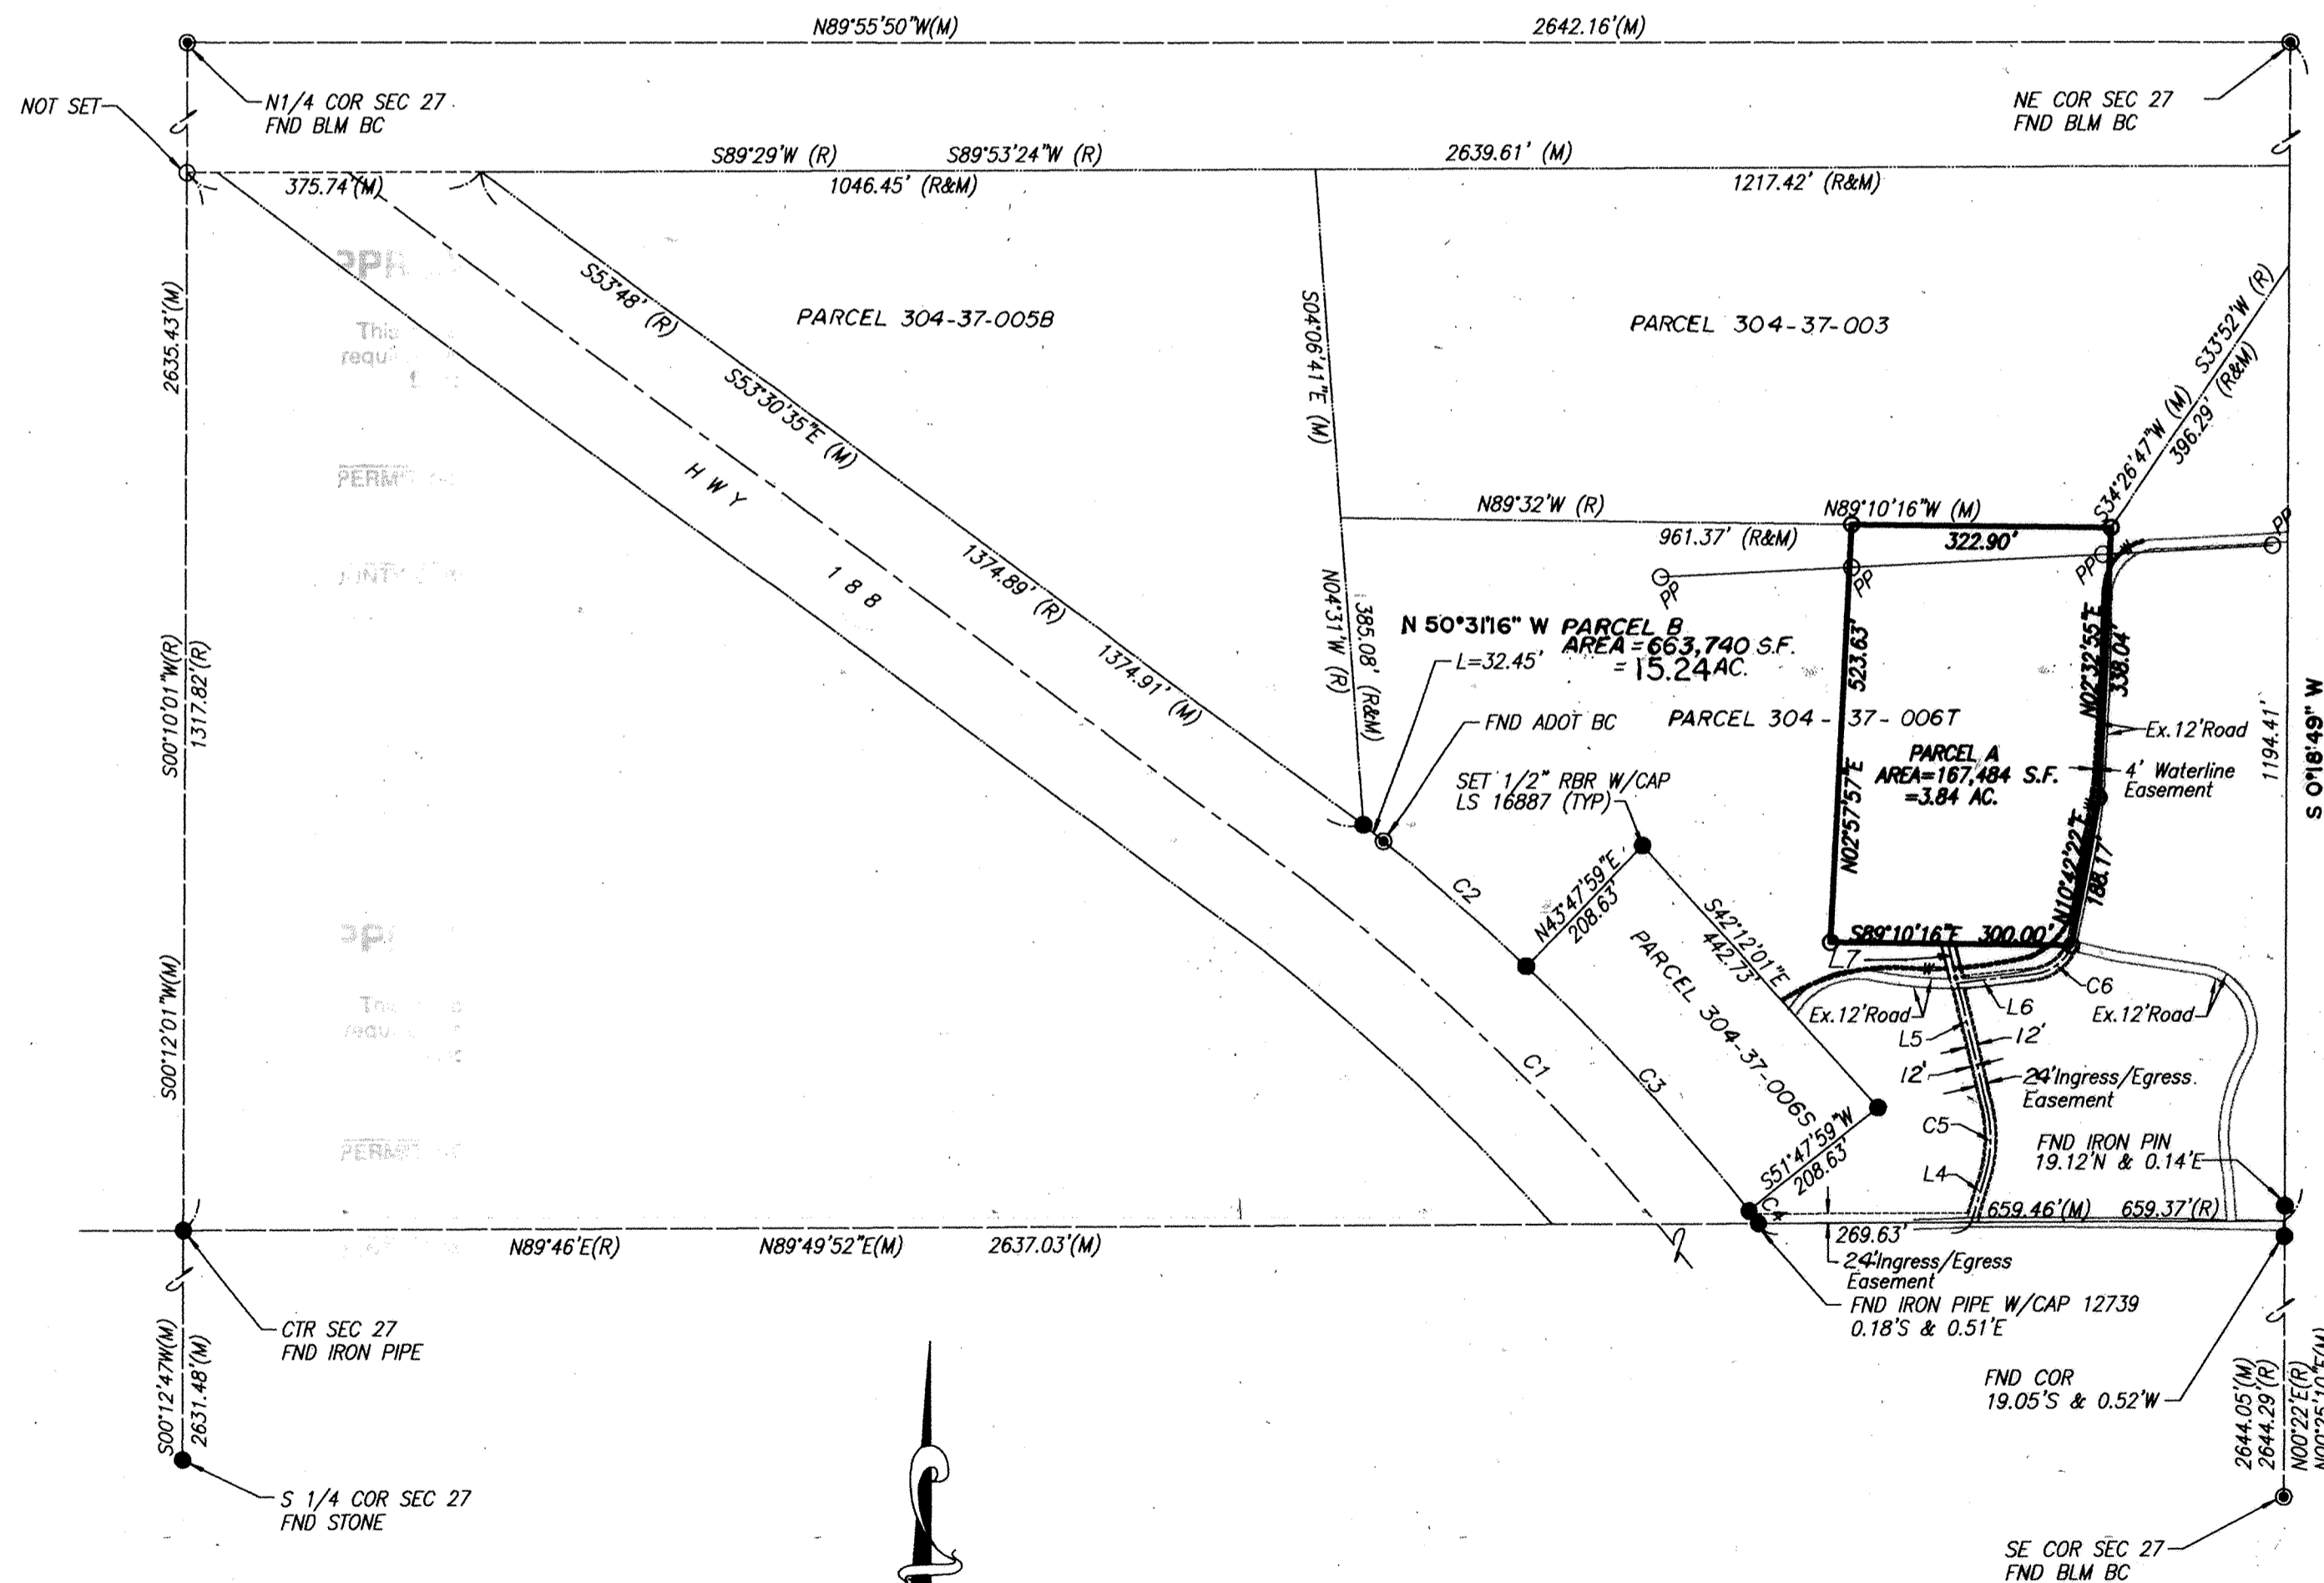 N89°55'50"W(M)
2642.16'(M)
NOT SET
N1/4 COR SEC 27
FND BLM BC
NE COR SEC 27
FND BLM BC
S89°29'W (R)
S89°53'24"W (R)
2639.61' (M)
375.74'(M)
1046.45' (R&M)
1217.42' (R&M)
2635.43'(M)
S53°48' (R)
PARCEL 304-37-005B
PARCEL 304-37-003
S04°06'41"E (M)
S33°52'W (R)
S34°26'47"W (M)
396.29' (R&M)
This
PERM
S53°30'35"E (M)
HWY
188
N89°32'W (R)
N89°10'16"W (M)
961.37' (R&M)
322.90'
PP
PP
PP
PP
1374.89' (R)
1374.91' (M)
N04°31'W (R)
385.08' (R&M)
N 50°31'16" W
PARCEL B
AREA=663,740 S.F.
=15.24AC.
L=32.45'
523.63'
N02°57'57"E
N02°32'55"E
338.04'
S00°10'01"W(R)
1317.82'(R)
FND ADOT BC
PARCEL 304-37-006T
Ex.12'Road
1194.41'
S 0°18'49" W
PARCEL A
AREA=167,484 S.F.
=3.84 AC.
4' Waterline
Easement
SET 1/2" RBR W/CAP
LS 16887 (TYP)
N10°42'22"E
188.17'
C2
N43°47'59"E
208.63'
S42°12'01"E
442.73'
S89°10'16"E
300.00'
L7
C6
L6
Ex.12'Road
Ex.12'Road
S00°12'01"W(M)
PARCEL 304-37-006S
L5
12'
12'
24'Ingress/Egress
Easement
C1
C3
C5
FND IRON PIN
19.12'N & 0.14'E
PERM
S51°47'59"W
208.63'
L4
C4
659.46'(M)
659.37'(R)
N89°46'E(R)
N89°49'52"E(M)
2637.03'(M)
269.63'
24'Ingress/Egress
Easement
FND IRON PIPE W/CAP 12739
0.18'S & 0.51'E
CTR SEC 27
FND IRON PIPE
FND COR
19.05'S & 0.52'W
S00°12'47W(M)
2631.48'(M)
2644.05'(M)
2644.29'(R)
N00°22'E(R)
N00°25'10"E(M)
S 1/4 COR SEC 27
FND STONE
SE COR SEC 27
FND BLM BC